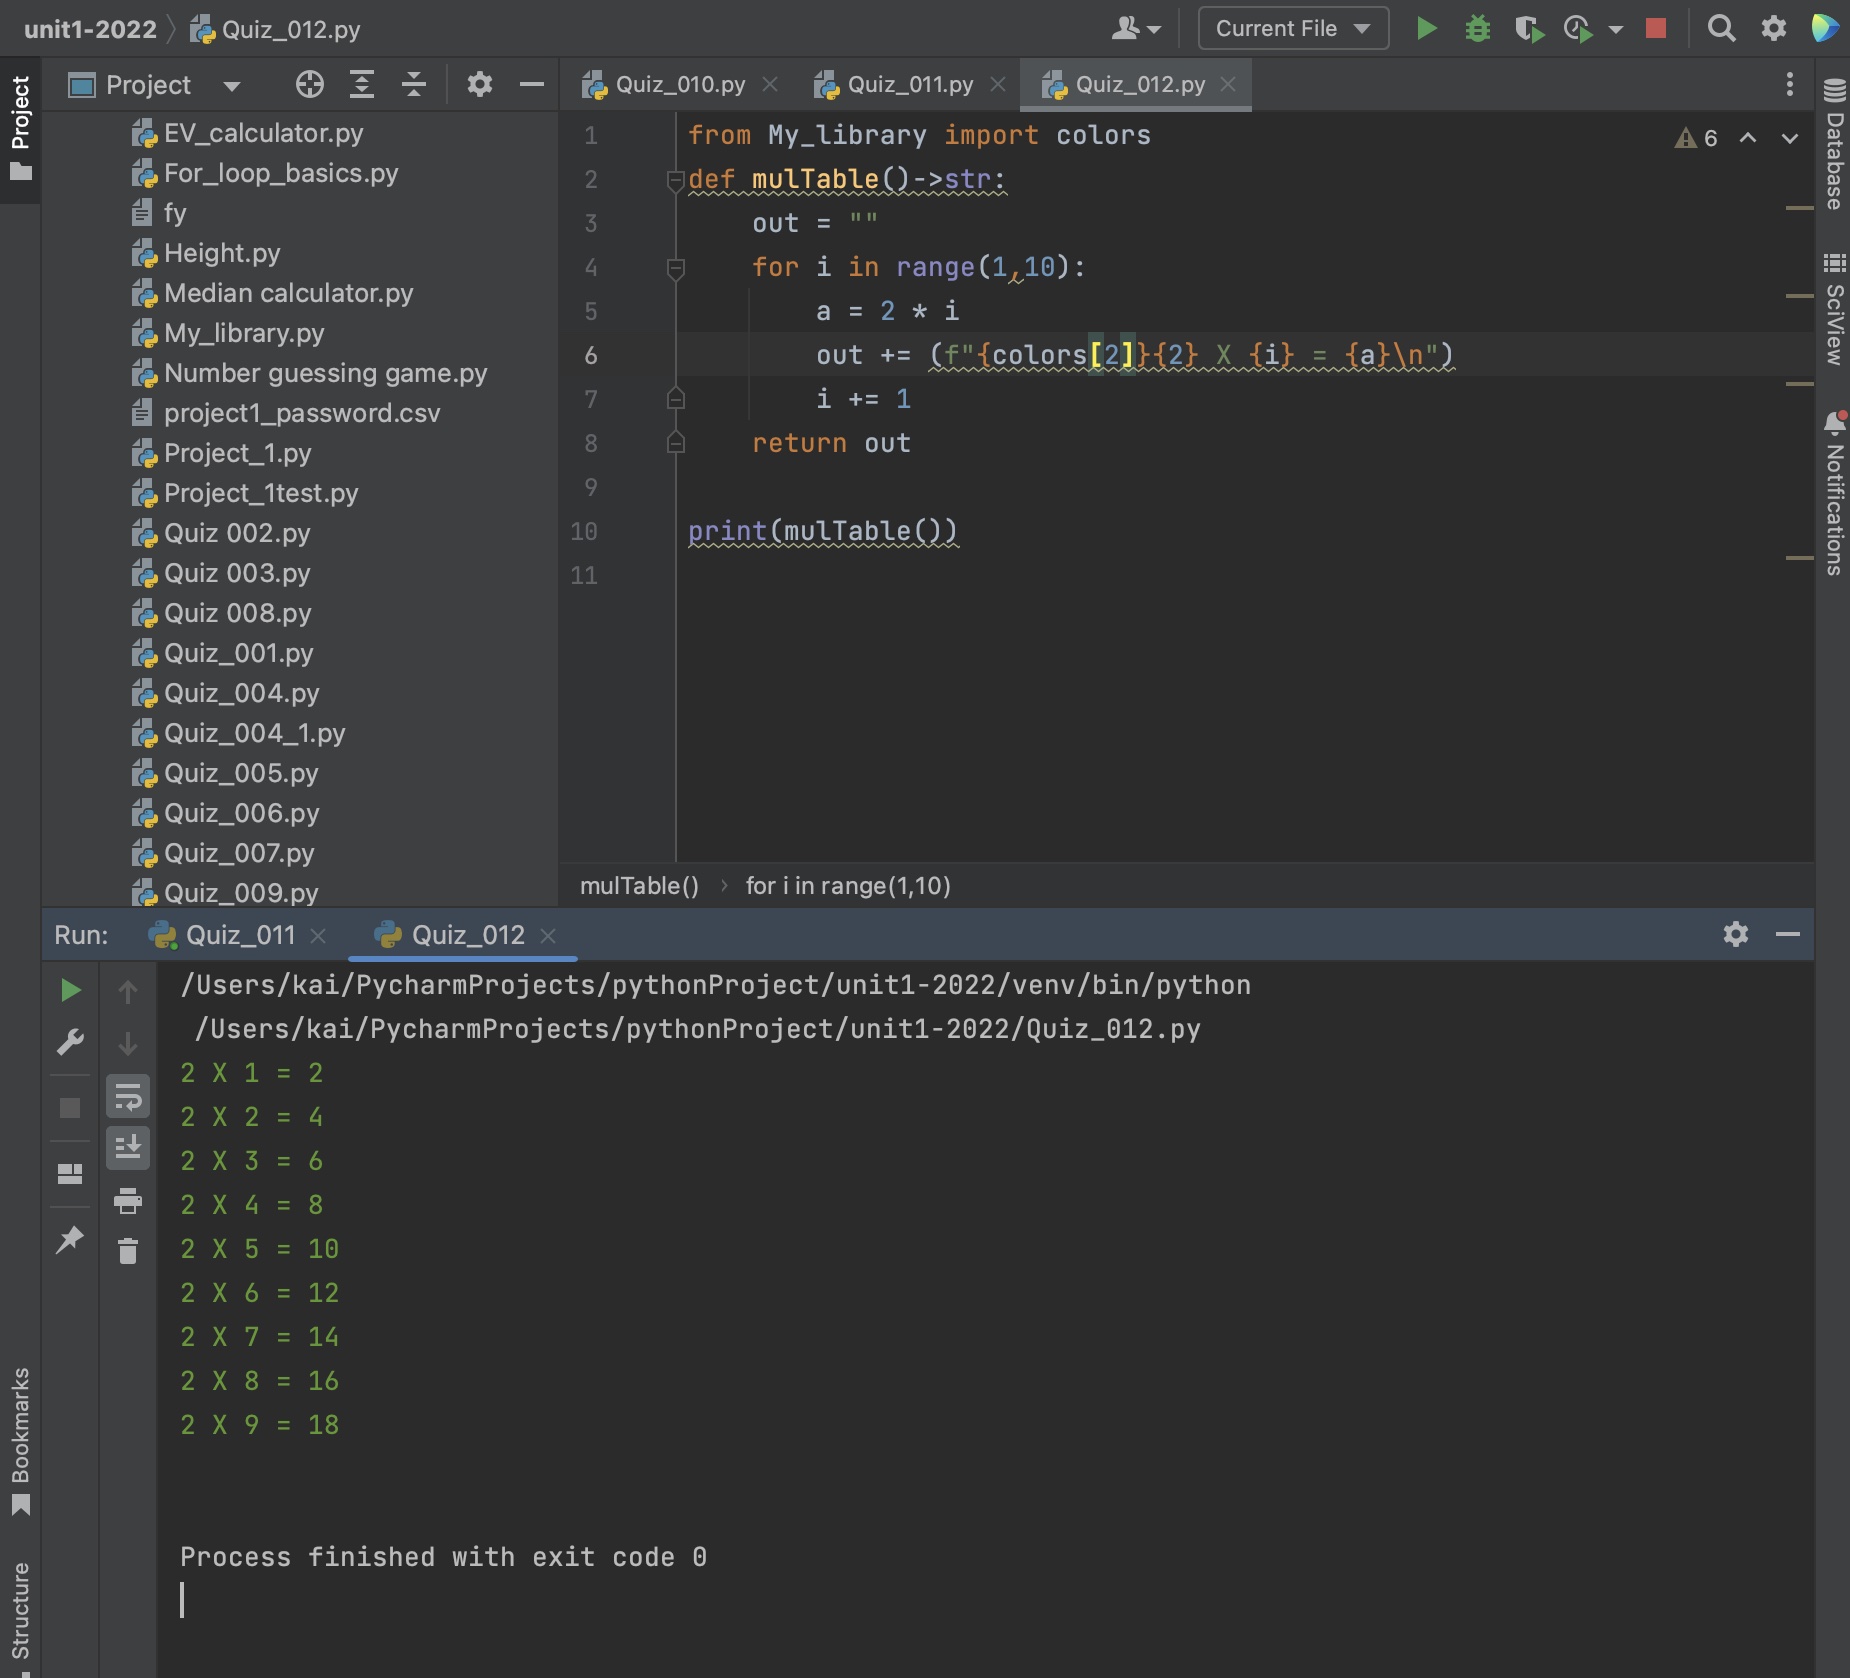 unit1-2022 Quiz_012.py Current File
Project
Project
Quiz_010.py Quiz_011.py Quiz_012.py
EV_calculator.py
For_loop_basics.py
fy
Height.py
Median calculator.py
My_library.py
Number guessing game.py
project1_password.csv
Project_1.py
Project_1test.py
Quiz 002.py
Quiz 003.py
Quiz 008.py
Quiz_001.py
Quiz_004.py
Quiz_004_1.py
Quiz_005.py
Quiz_006.py
Quiz_007.py
Quiz_009.py
1 from My_library import colors
2 def mulTable()->str:
3     out = ""
4     for i in range(1,10):
5         a = 2 * i
6         out += (f"{colors[2]}{2} X {i} = {a}\n")
7         i += 1
8     return out
9
10 print(mulTable())
11
6
mulTable() › for i in range(1,10)
Database
SciView
Notifications
Run: Quiz_011 Quiz_012
/Users/kai/PycharmProjects/pythonProject/unit1-2022/venv/bin/python
/Users/kai/PycharmProjects/pythonProject/unit1-2022/Quiz_012.py
2 X 1 = 2
2 X 2 = 4
2 X 3 = 6
2 X 4 = 8
2 X 5 = 10
2 X 6 = 12
2 X 7 = 14
2 X 8 = 16
2 X 9 = 18
Process finished with exit code 0
Bookmarks
Structure